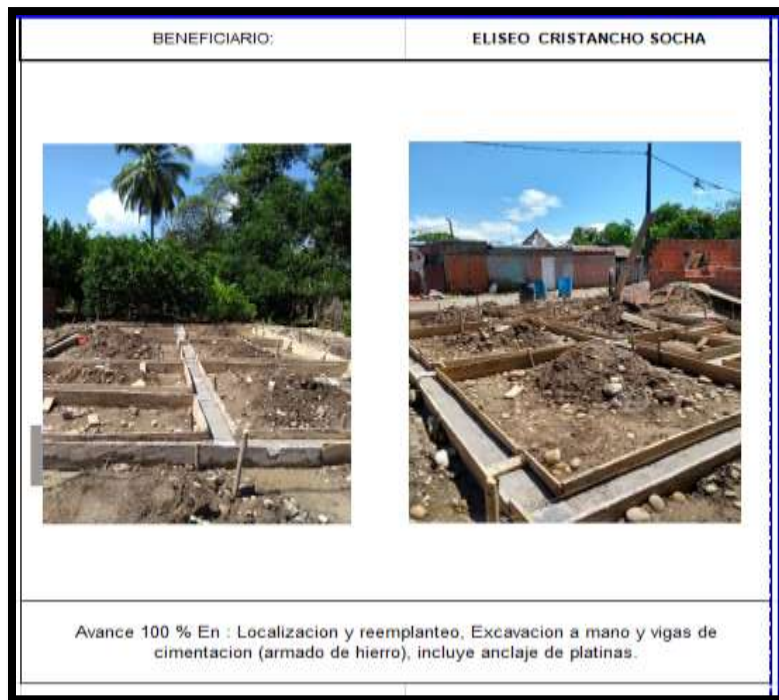 BENEFICIARIO:
ELISEO CRISTANCHO SOCHA
Avance 100 % En : Localizacion y reemplanteo, Excavacion a mano y vigas de
cimentacion (armado de hierro), incluye anclaje de platinas.